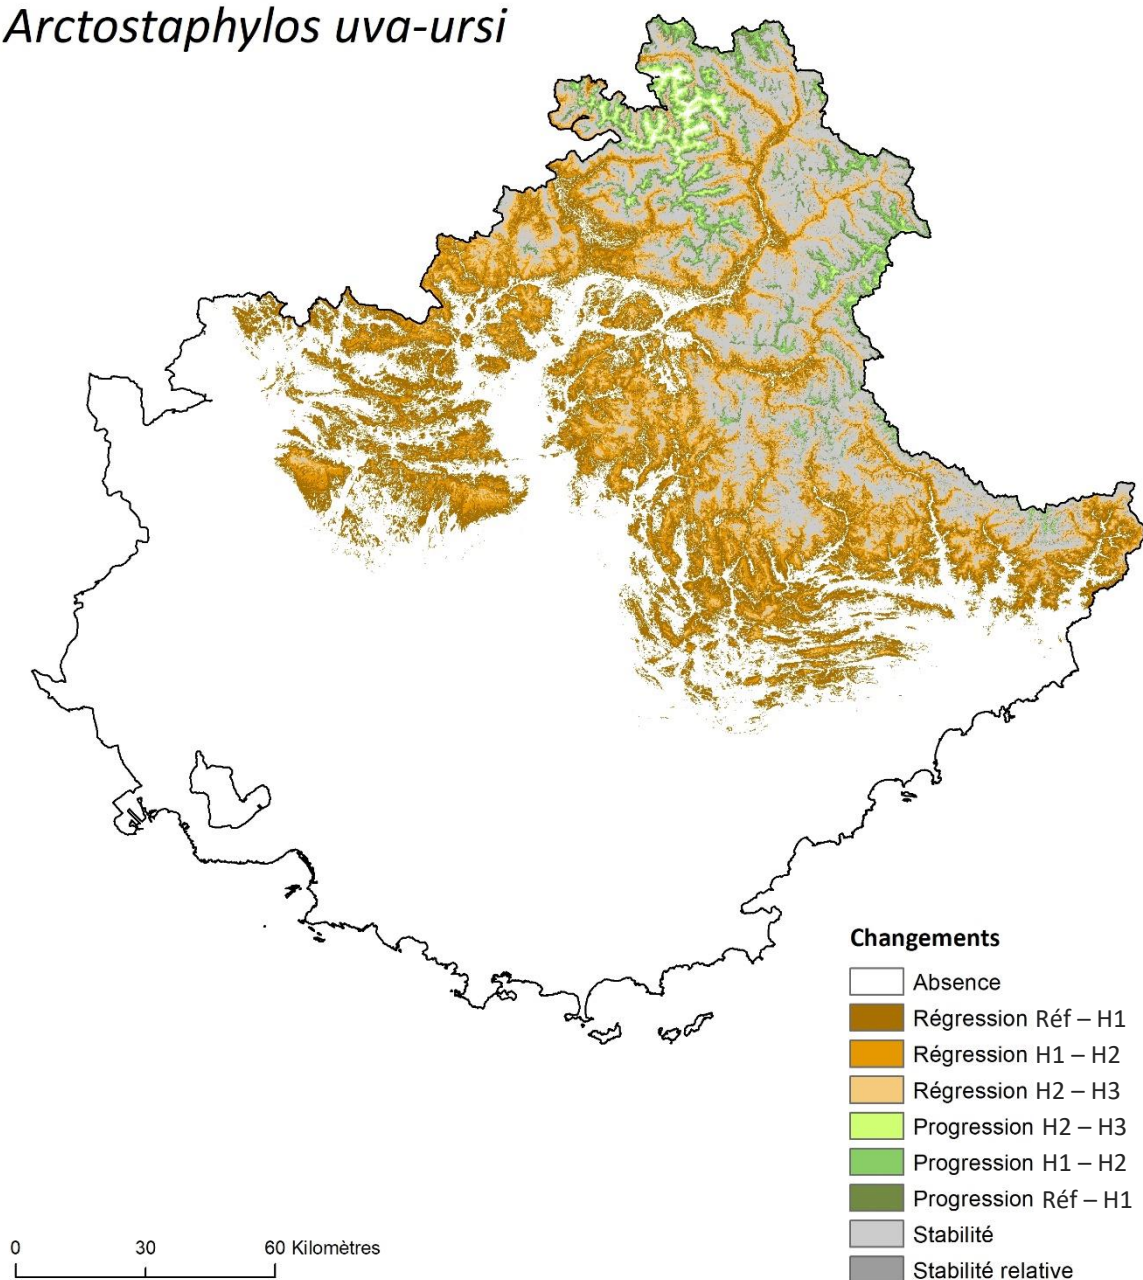 Arctostaphylos uva-ursi
Changements
Absence
Régression Réf – H1
Régression H1 – H2
Régression H2 – H3
Progression H2 – H3
Progression H1 – H2
Progression Réf – H1
Stabilité
Stabilité relative
0 30 60 Kilomètres